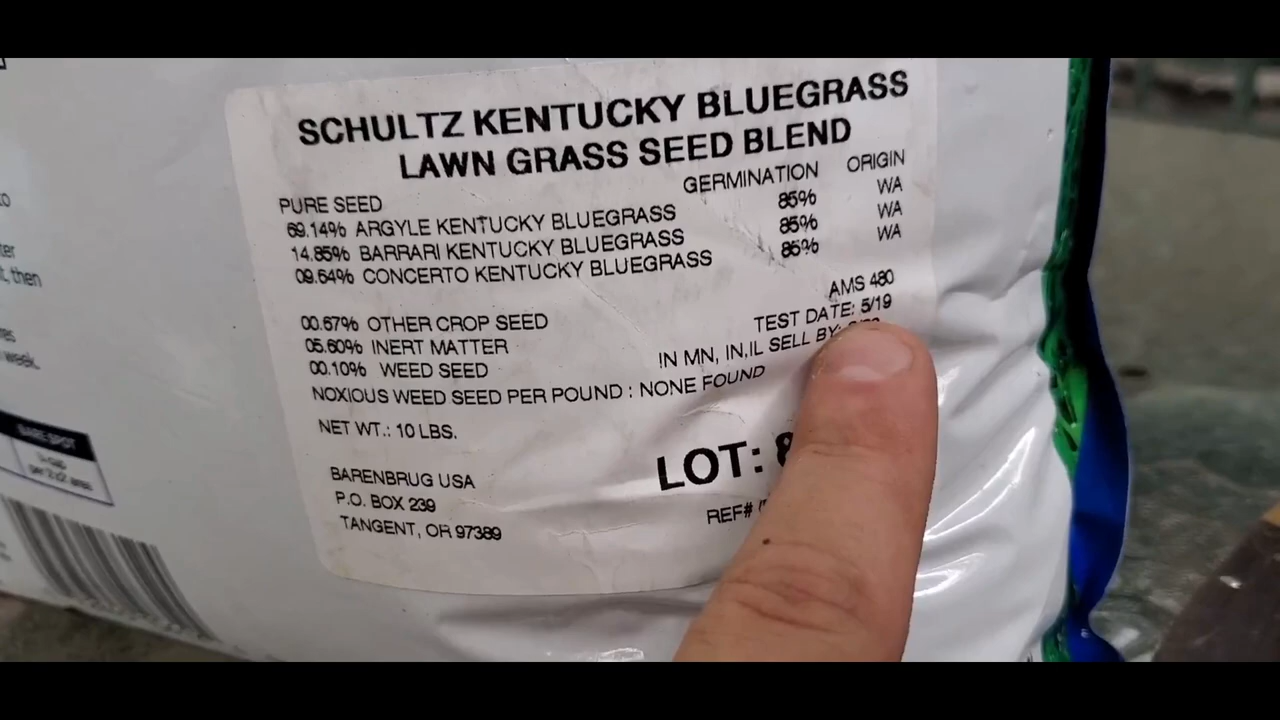 SCHULTZ KENTUCKY BLUEGRASS
LAWN GRASS SEED BLEND
PURE SEED GERMINATION ORIGIN
69.14% ARGYLE KENTUCKY BLUEGRASS 85% WA
14.85% BARRARI KENTUCKY BLUEGRASS 85% WA
09.64% CONCERTO KENTUCKY BLUEGRASS 85% WA
AMS 480
00.67% OTHER CROP SEED TEST DATE: 5/19
05.60% INERT MATTER IN MN, IN,IL SELL BY:
00.10% WEED SEED
NOXIOUS WEED SEED PER POUND : NONE FOUND
NET WT.: 10 LBS.
LOT:
BARENBRUG USA
P.O. BOX 239
REF#
TANGENT, OR 97389
then
week.
BARE SPOT